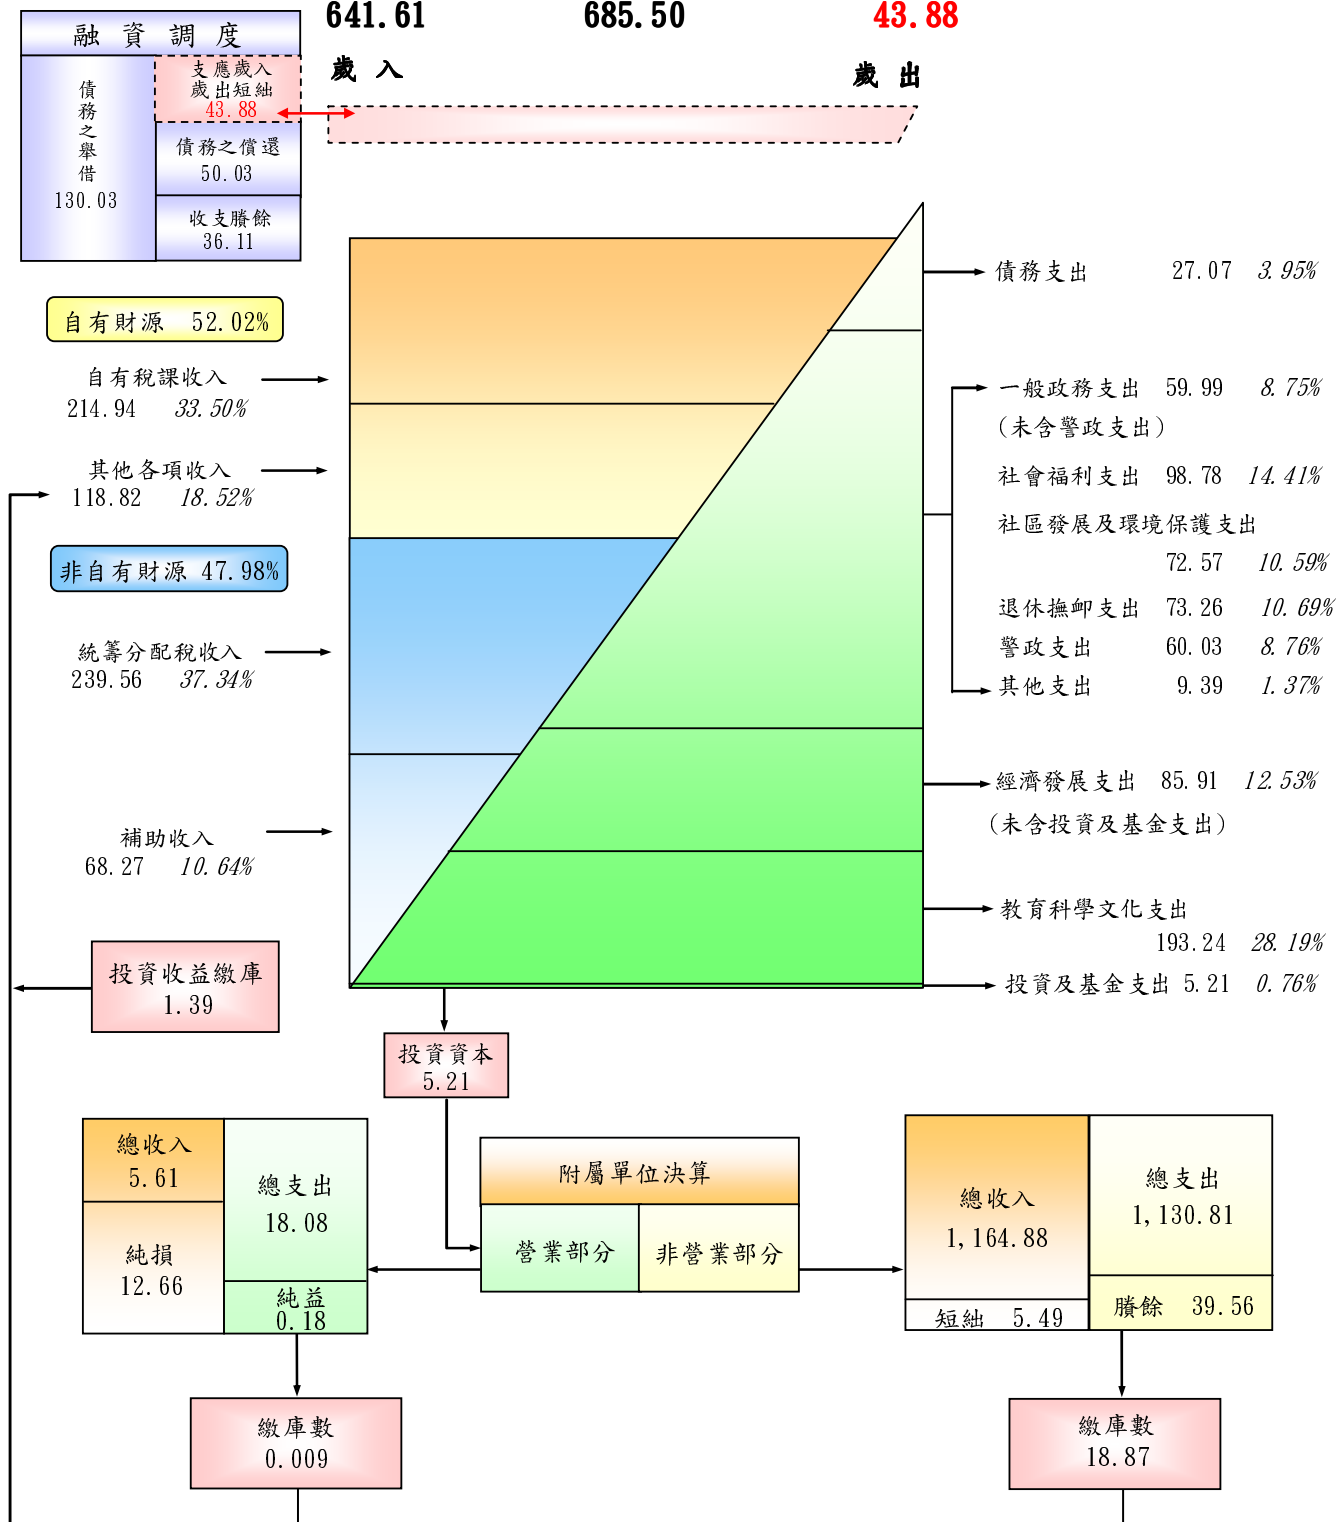 641.61 685.50 43.88
融資調度
歲入
歲出
支應歲入
歲出短絀
43.88
債務之舉借
130.03
債務之償還
50.03
收支賸餘
36.11
自有財源 52.02%
自有稅課收入
214.94 33.50%
其他各項收入
118.82 18.52%
非自有財源 47.98%
統籌分配稅收入
239.56 37.34%
補助收入
68.27 10.64%
債務支出 27.07 3.95%
一般政務支出 59.99 8.75%
(未含警政支出)
社會福利支出 98.78 14.41%
社區發展及環境保護支出
72.57 10.59%
退休撫卹支出 73.26 10.69%
警政支出 60.03 8.76%
其他支出 9.39 1.37%
經濟發展支出 85.91 12.53%
(未含投資及基金支出)
教育科學文化支出
193.24 28.19%
投資及基金支出 5.21 0.76%
投資收益繳庫
1.39
投資資本
5.21
總收入
5.61
純損
12.66
總支出
18.08
純益
0.18
附屬單位決算
營業部分
非營業部分
總收入
1,164.88
短絀 5.49
總支出
1,130.81
賸餘 39.56
繳庫數
0.009
繳庫數
18.87